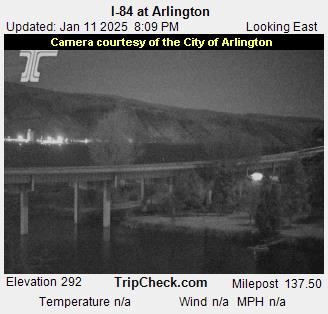 I-84 at Arlington
Updated: Jan 11 2025 8:09 PM Looking East
Camera courtesy of the City of Arlington
Elevation 292 TripCheck.com Milepost 137.50
Temperature n/a Wind n/a MPH n/a